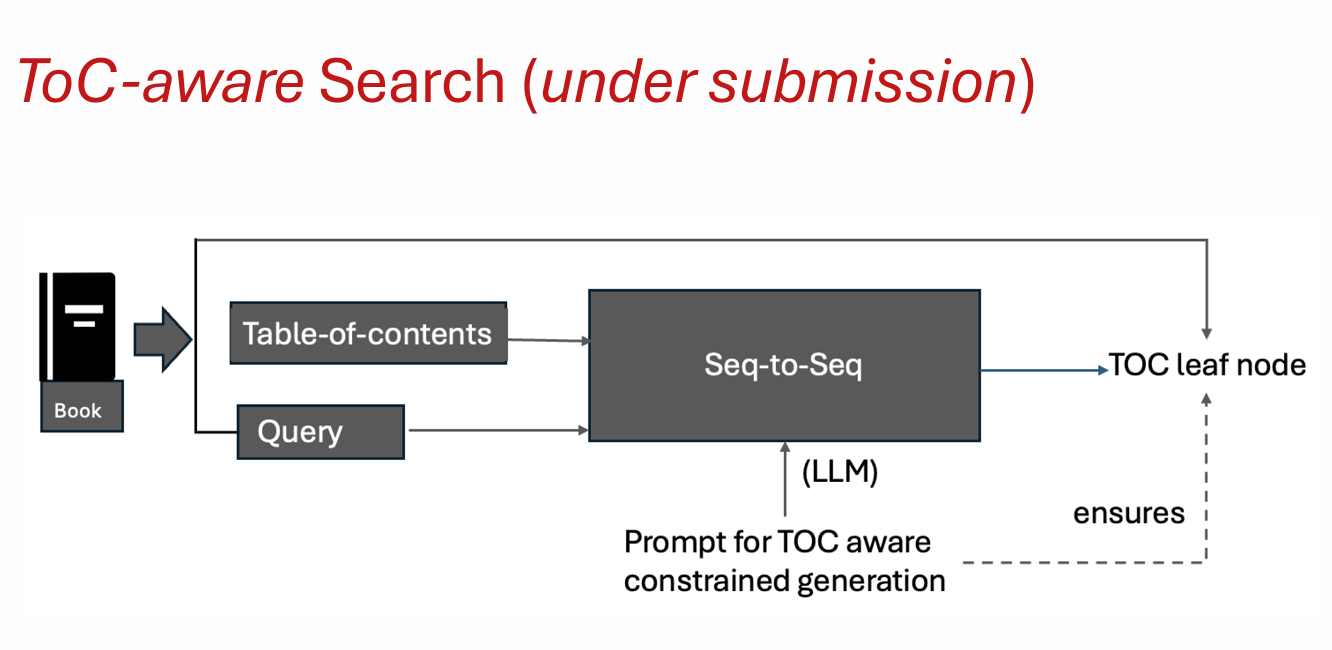 ToC-aware Search (under submission)
Table-of-contents
Seq-to-Seq
TOC leaf node
Book
Query
(LLM)
ensures
Prompt for TOC aware
constrained generation